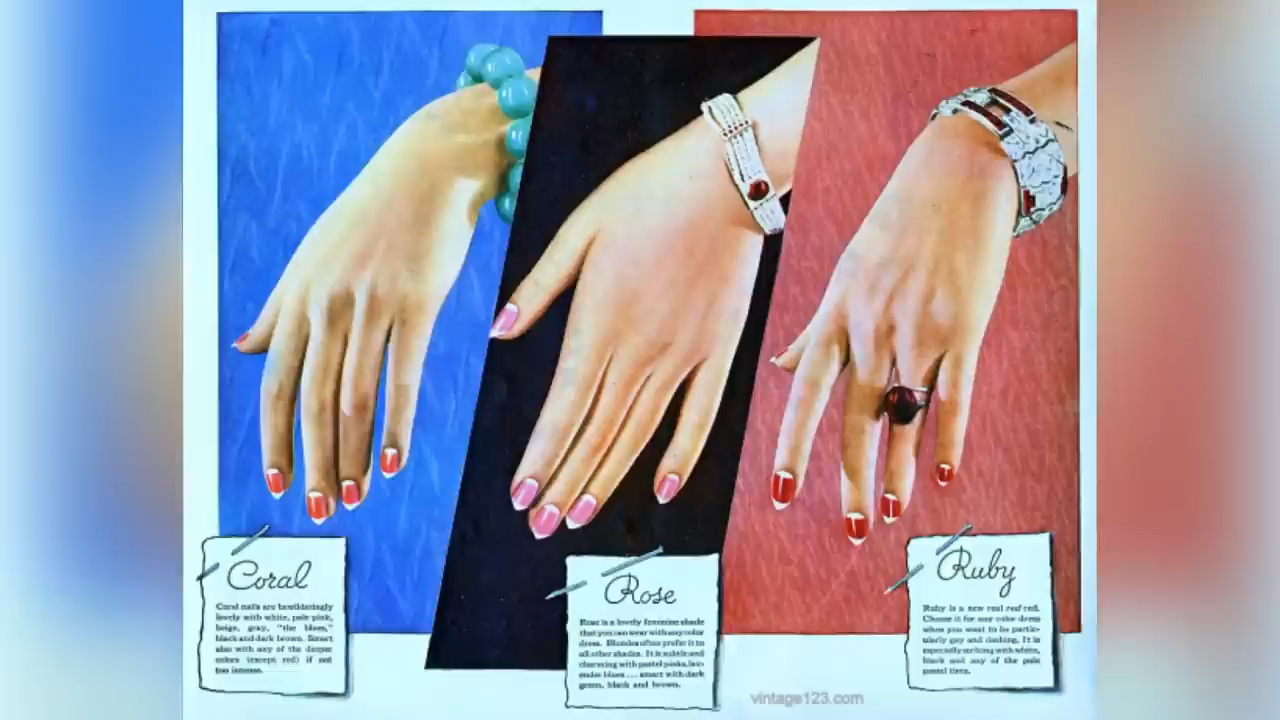 Coral
Coral nails are bewilderingly
lovely with white, pale pink,
beige, gray, "the blues,"
black and dark brown. Smart
also with any of the deeper
colors (except red) if not
too intense.
Rose
Rose is a lovely feminine shade
that you can wear with any color
dress. Blondes often prefer it to
all other shades. It is subtle and
charming with pastel pinks, lav-
ender blues ... smart with dark
green, black and brown.
Ruby
Ruby is a new real red red.
Choose it for any color dress
when you want to be partic-
ularly gay and dashing. It is
especially striking with white,
black and any of the pale
pastel tints.
vintage123.com